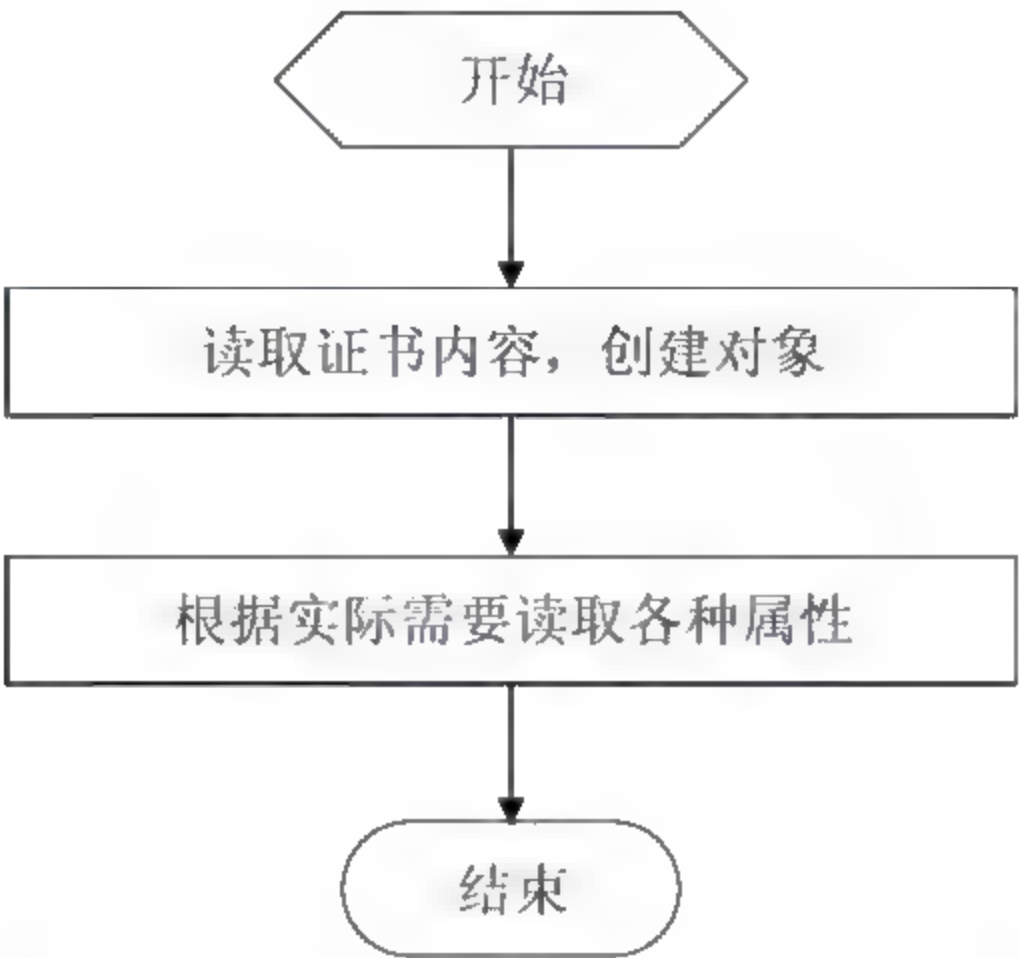 开始
读取证书内容，创建对象
根据实际需要读取各种属性
结束